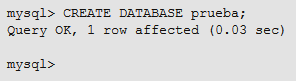 mysql> CREATE DATABASE prueba;
Query OK, 1 row affected (0.03 sec)
mysql>